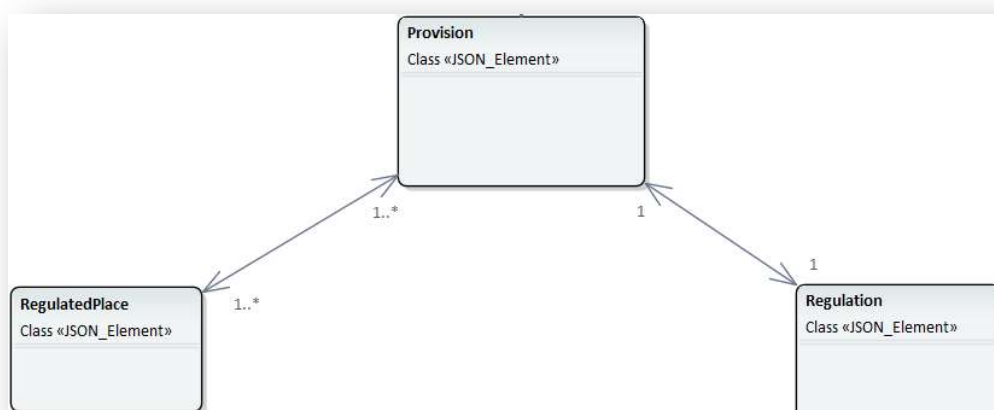 Provision
Class «JSON_Element»
1..*
1
1
1..*
RegulatedPlace
Class «JSON_Element»
Regulation
Class «JSON_Element»